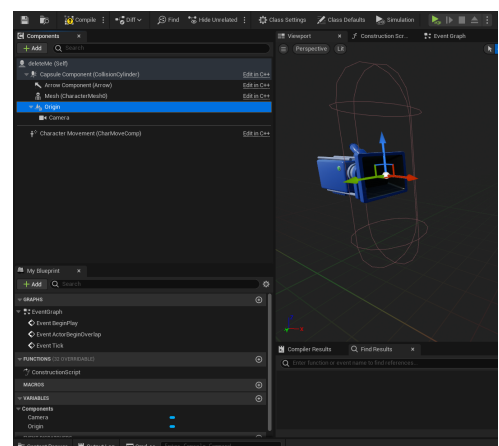 Compile
Diff
Find
Hide Unrelated
Class Settings
Class Defaults
Simulation
Components
+ Add
Search
deleteMe (Self)
Capsule Component (CollisionCylinder)
Edit in C++
Arrow Component (Arrow)
Edit in C++
Mesh (CharacterMesh0)
Edit in C++
Origin
Camera
Character Movement (CharMoveComp)
Edit in C++
Viewport
Construction Scr..
Event Graph
Perspective
Lit
My Blueprint
+ Add
Search
GRAPHS
EventGraph
Event BeginPlay
Event ActorBeginOverlap
Event Tick
FUNCTIONS (32 OVERRIDABLE)
ConstructionScript
MACROS
VARIABLES
Components
Camera
Origin
Compiler Results
Find Results
Enter function or event name to find references...